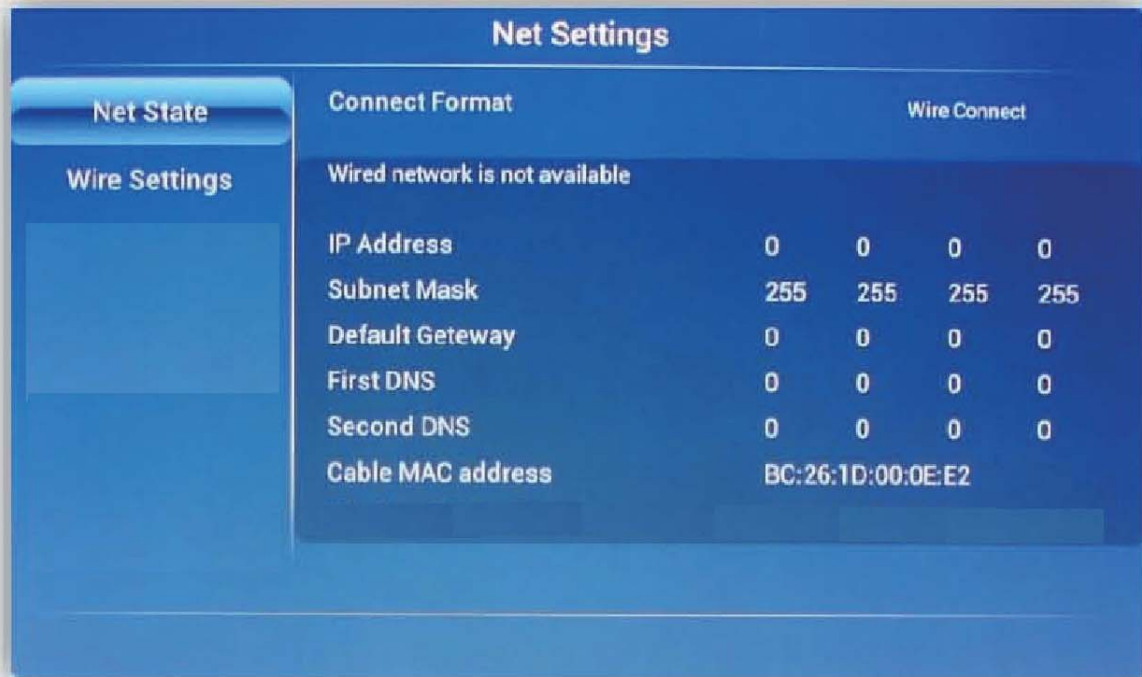 Net Settings
Net State
Wire Settings
Connect Format Wire Connect
Wired network is not available
IP Address 0 0 0 0
Subnet Mask 255 255 255 255
Default Geteway 0 0 0 0
First DNS 0 0 0 0
Second DNS 0 0 0 0
Cable MAC address BC:26:1D:00:0E:E2